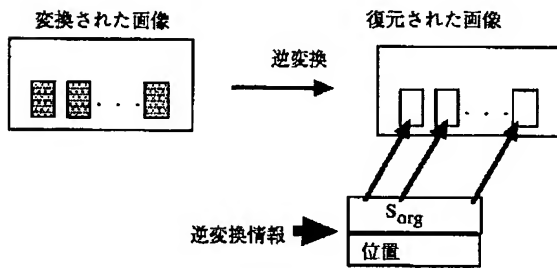 変換された画像
復元された画像
逆変換
. . .
. . .
S_org
逆変換情報
位置